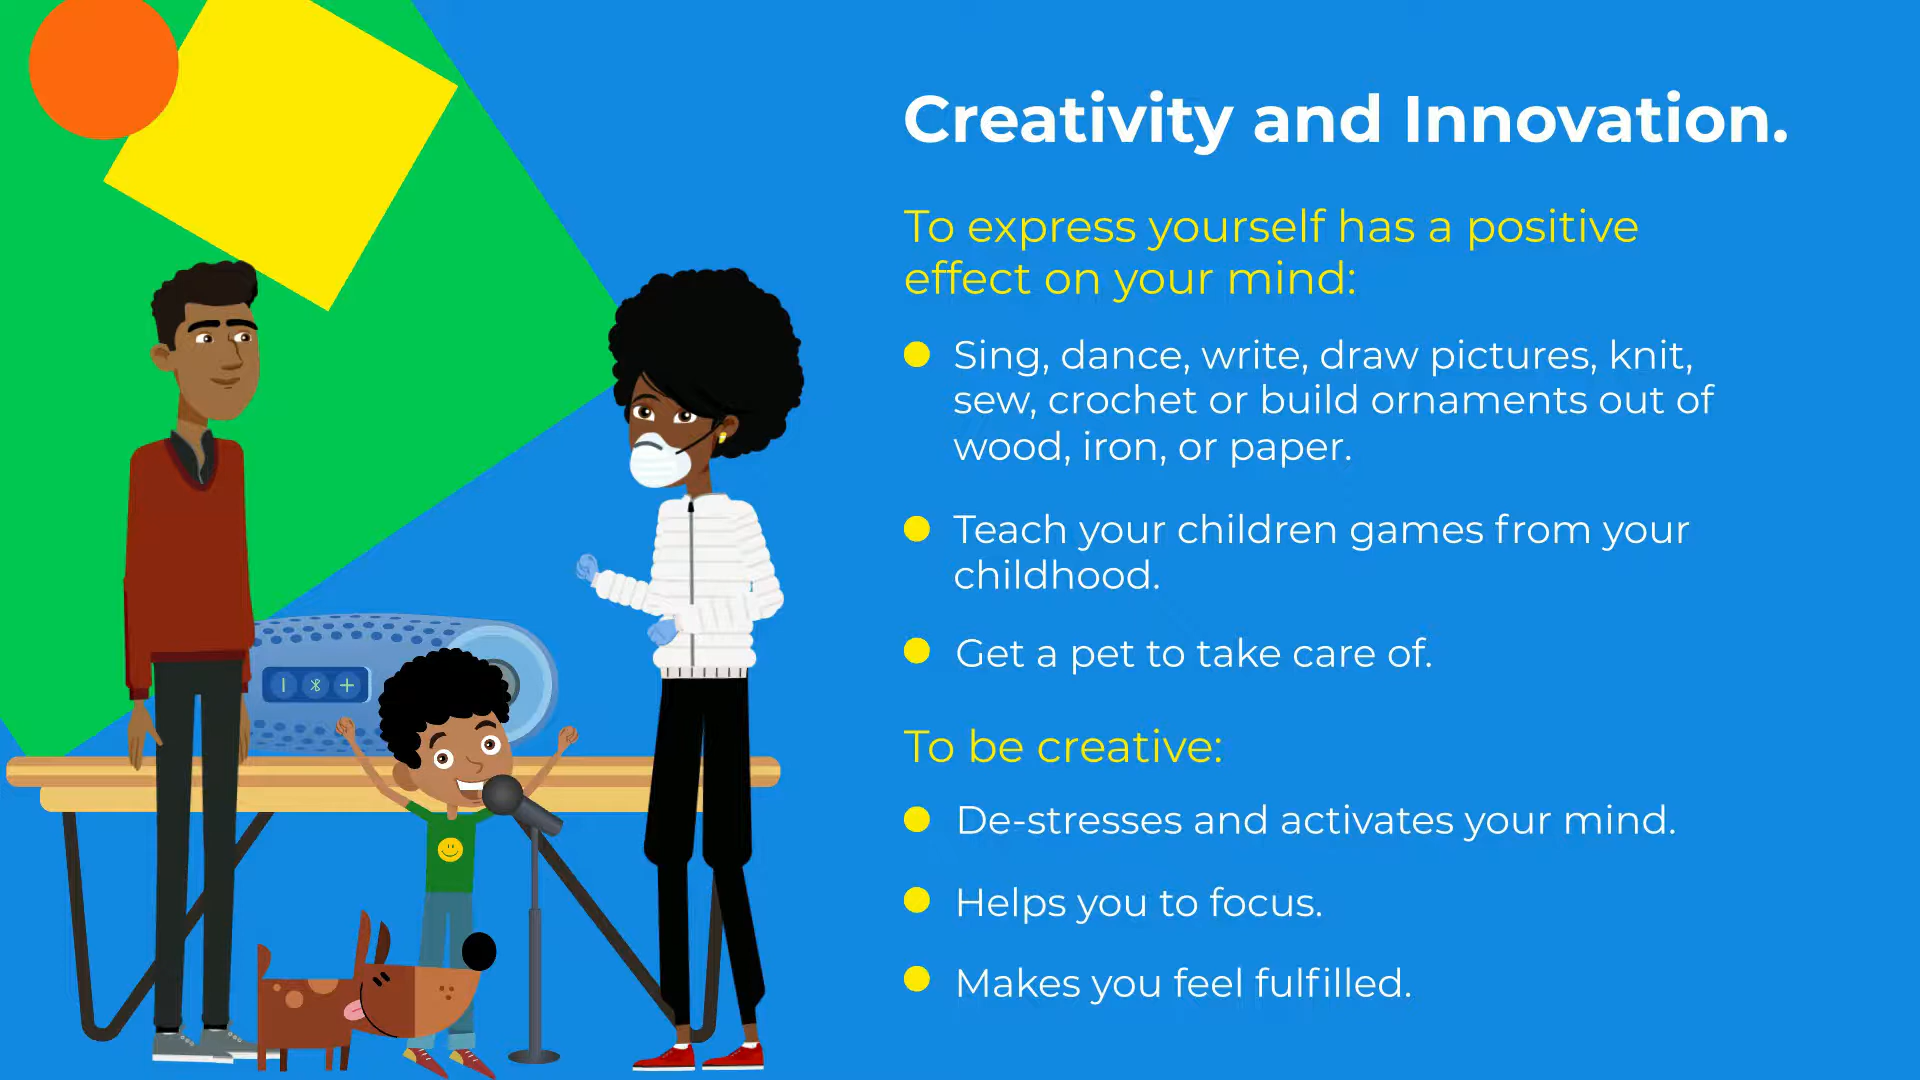 Creativity and Innovation.
To express yourself has a positive
effect on your mind:
Sing, dance, write, draw pictures, knit,
sew, crochet or build ornaments out of
wood, iron, or paper.
Teach your children games from your
childhood.
Get a pet to take care of.
To be creative:
De-stresses and activates your mind.
Helps you to focus.
Makes you feel fulfilled.